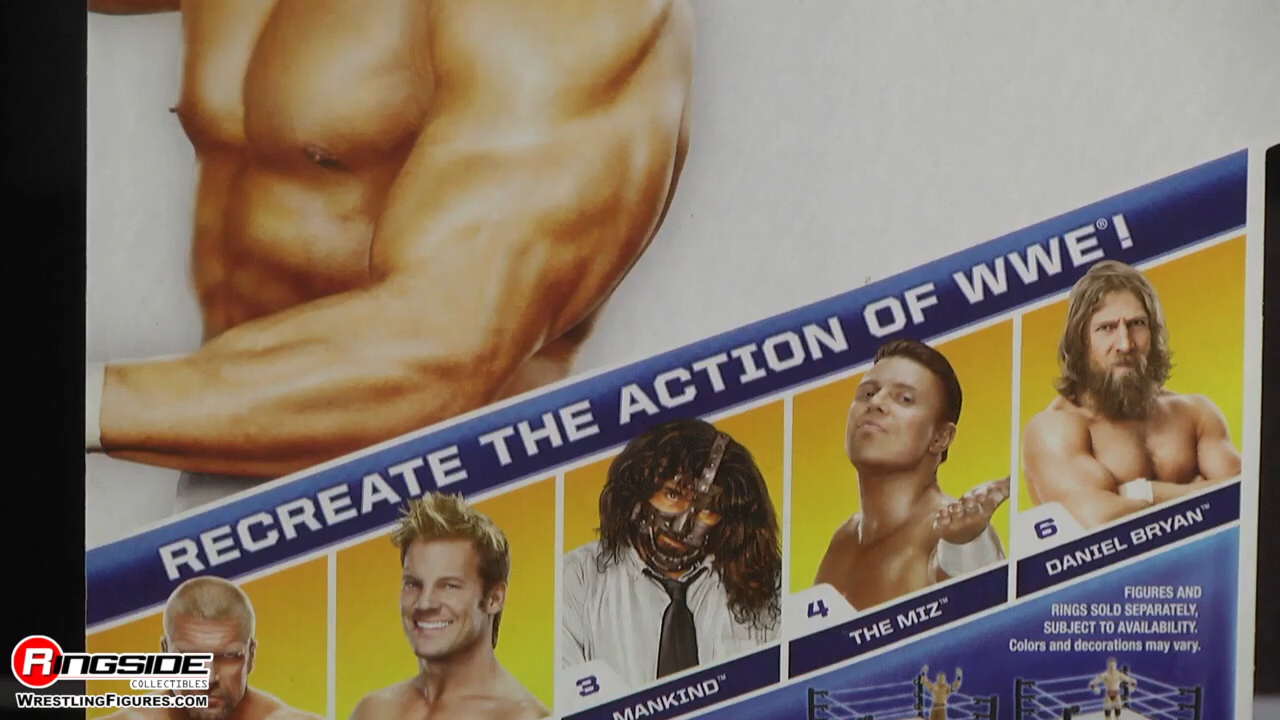 RECREATE THE ACTION OF WWE®!
3
MANKIND™
4
THE MIZ™
6
DANIEL BRYAN™
FIGURES AND
RINGS SOLD SEPARATELY,
SUBJECT TO AVAILABILITY.
Colors and decorations may vary.
RINGSIDE
COLLECTIBLES
WRESTLINGFIGURES.COM